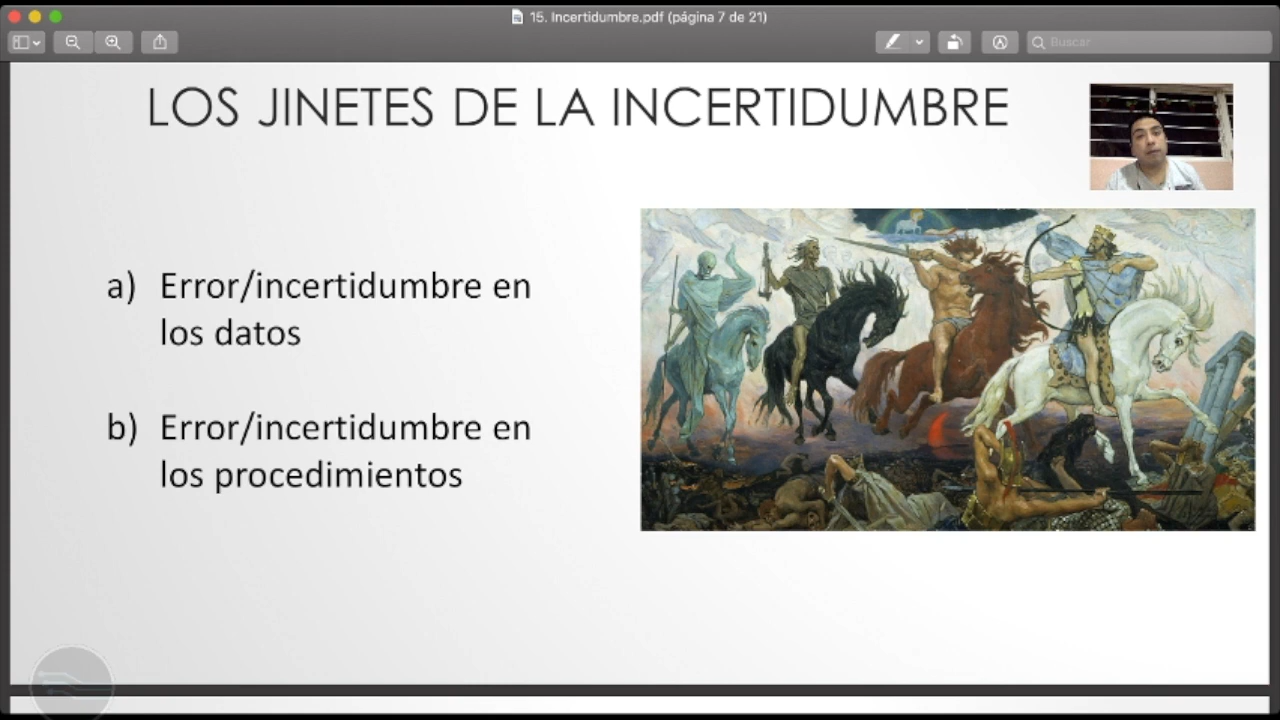 15. Incertidumbre.pdf (página 7 de 21)
Buscar
LOS JINETES DE LA INCERTIDUMBRE
a) Error/incertidumbre en
los datos
b) Error/incertidumbre en
los procedimientos